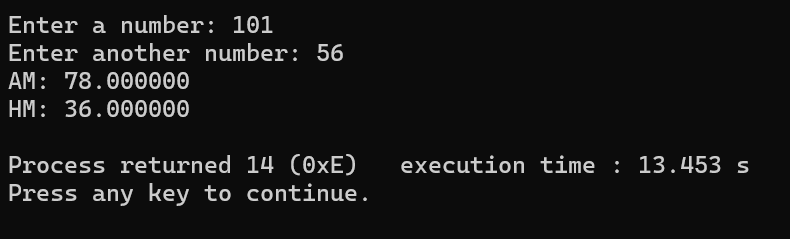 Enter a number: 101
Enter another number: 56
AM: 78.000000
HM: 36.000000
Process returned 14 (0xE)   execution time : 13.453 s
Press any key to continue.